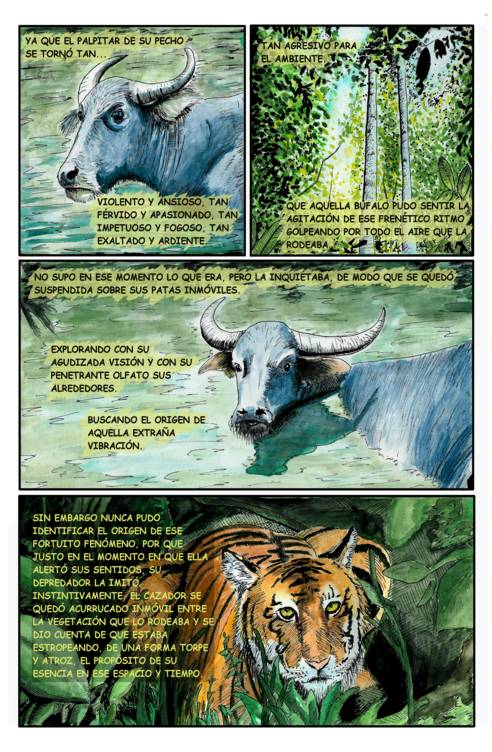 YA QUE EL PALPITAR DE SU PECHO
SE TORNÓ TAN...
VIOLENTO Y ANSIOSO, TAN
FÉRVIDO Y APASIONADO, TAN
IMPETUOSO Y FOGOSO, TAN
EXALTADO Y ARDIENTE.
TAN AGRESIVO PARA
EL AMBIENTE,
QUE AQUELLA BÚFALO PUDO SENTIR LA
AGITACIÓN DE ESE FRENÉTICO RITMO
GOLPEANDO POR TODO EL AIRE QUE LA
RODEABA.
NO SUPO EN ESE MOMENTO LO QUE ERA, PERO LA INQUIETABA, DE MODO QUE SE QUEDÓ
SUSPENDIDA SOBRE SUS PATAS INMÓVILES.
EXPLORANDO CON SU
AGUDIZADA VISIÓN Y CON SU
PENETRANTE OLFATO SUS
ALREDEDORES.
BUSCANDO EL ORIGEN DE
AQUELLA EXTRAÑA
VIBRACIÓN.
SIN EMBARGO NUNCA PUDO
IDENTIFICAR EL ORIGEN DE ESE
FORTUITO FENÓMENO, POR QUE
JUSTO EN EL MOMENTO EN QUE ELLA
ALERTÓ SUS SENTIDOS, SU
DEPREDADOR LA IMITÓ.
INSTINTIVAMENTE, EL CAZADOR SE
QUEDÓ ACURRUCADO INMÓVIL ENTRE
LA VEGETACIÓN QUE LO RODEABA Y SE
DIO CUENTA DE QUE ESTABA
ESTROPEANDO, DE UNA FORMA TORPE
Y ATROZ, EL PROPÓSITO DE SU
ESENCIA EN ESE ESPACIO Y TIEMPO.